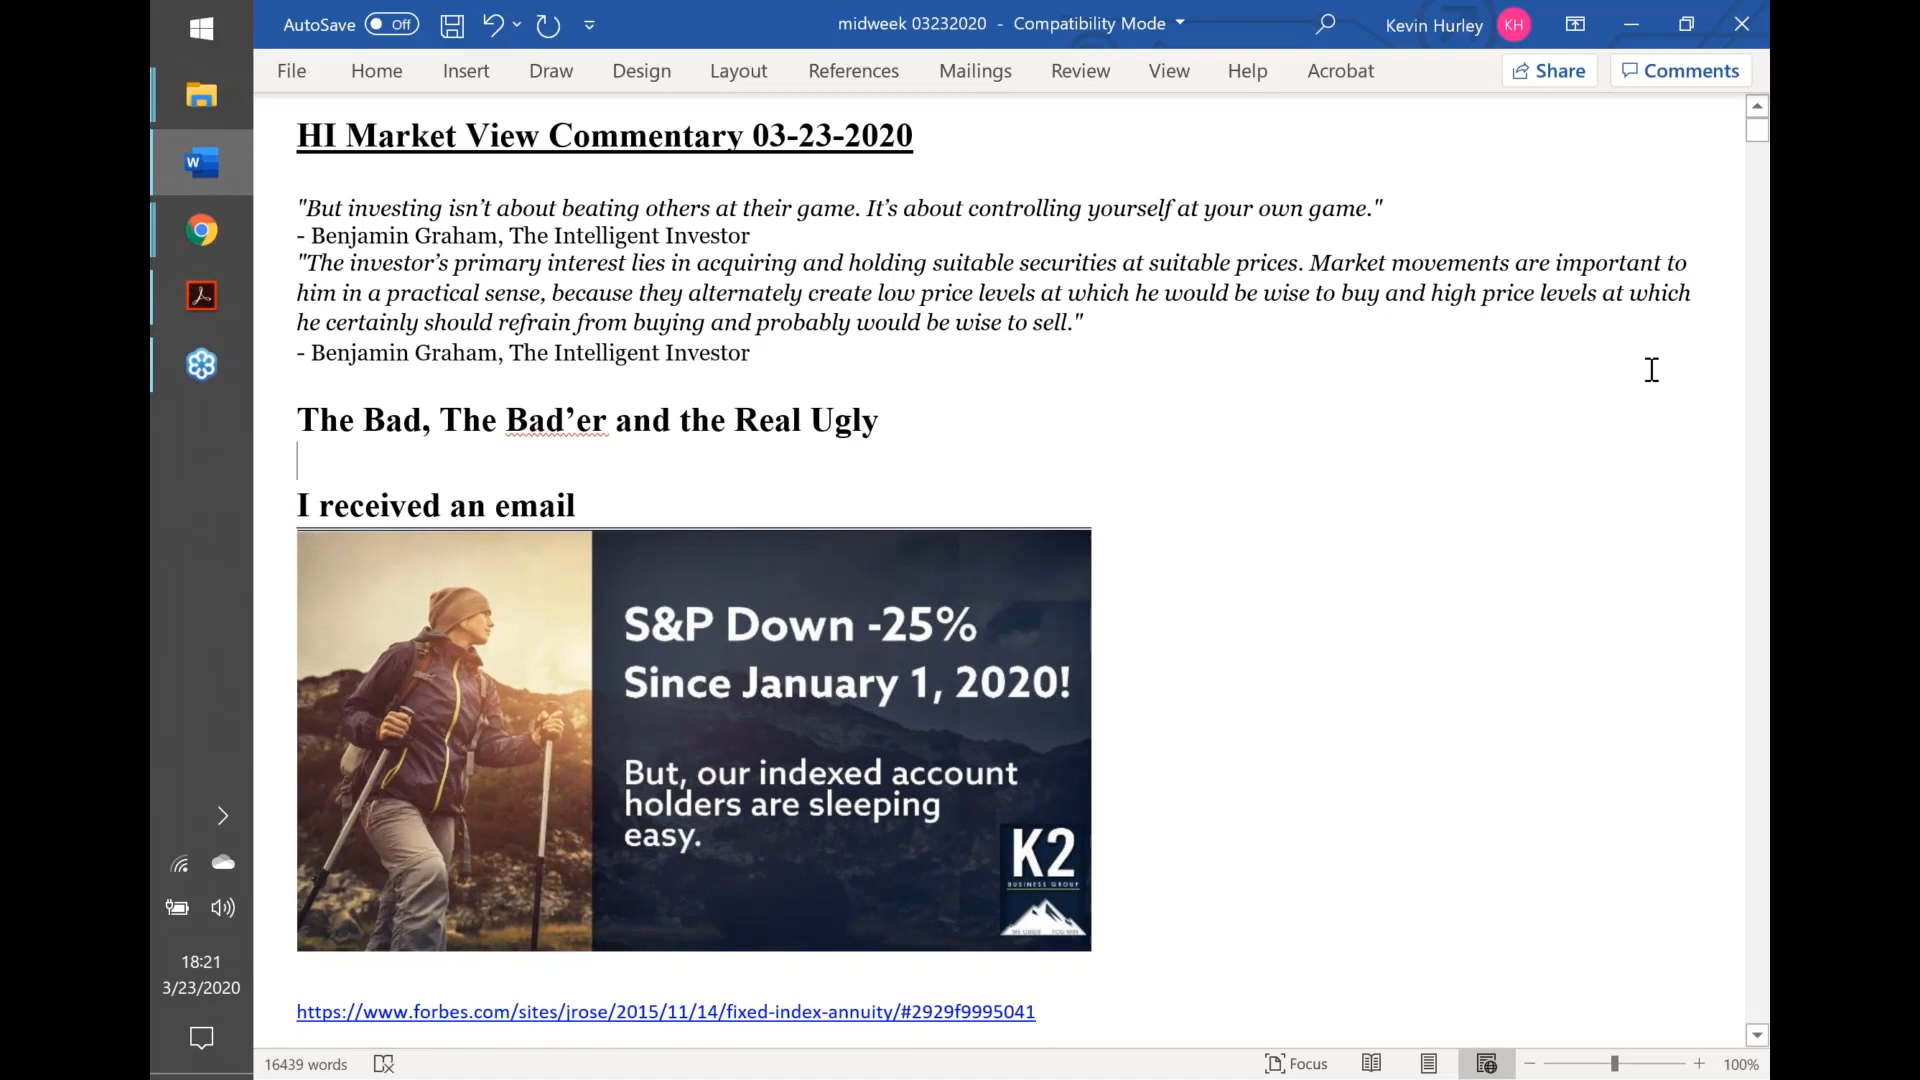 AutoSave Off midweek 03232020 - Compatibility Mode Kevin Hurley KH
File Home Insert Draw Design Layout References Mailings Review View Help Acrobat Share Comments
HI Market View Commentary 03-23-2020
"But investing isn’t about beating others at their game. It’s about controlling yourself at your own game."
- Benjamin Graham, The Intelligent Investor
"The investor’s primary interest lies in acquiring and holding suitable securities at suitable prices. Market movements are important to
him in a practical sense, because they alternately create low price levels at which he would be wise to buy and high price levels at which
he certainly should refrain from buying and probably would be wise to sell."
- Benjamin Graham, The Intelligent Investor
The Bad, The Bad’er and the Real Ugly
I received an email
S&P Down -25%
Since January 1, 2020!
But, our indexed account
holders are sleeping
easy.
K2
BUSINESS GROUP
WE GUIDE YOU WIN
https://www.forbes.com/sites/jrose/2015/11/14/fixed-index-annuity/#2929f9995041
18:21
3/23/2020
16439 words Focus 100%